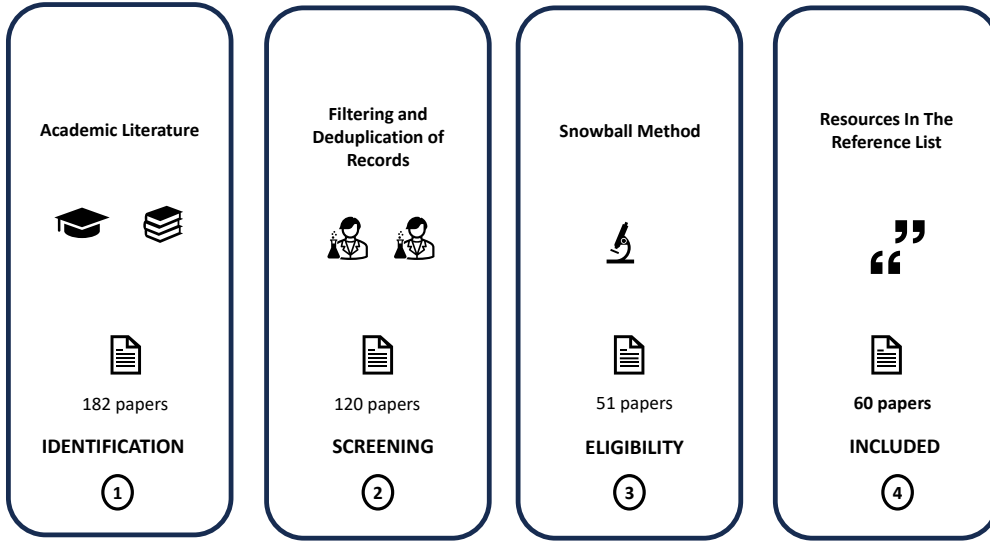 Academic Literature
182 papers
IDENTIFICATION
1
Filtering and
Deduplication of
Records
120 papers
SCREENING
2
Snowball Method
51 papers
ELIGIBILITY
3
Resources In The
Reference List
60 papers
INCLUDED
4